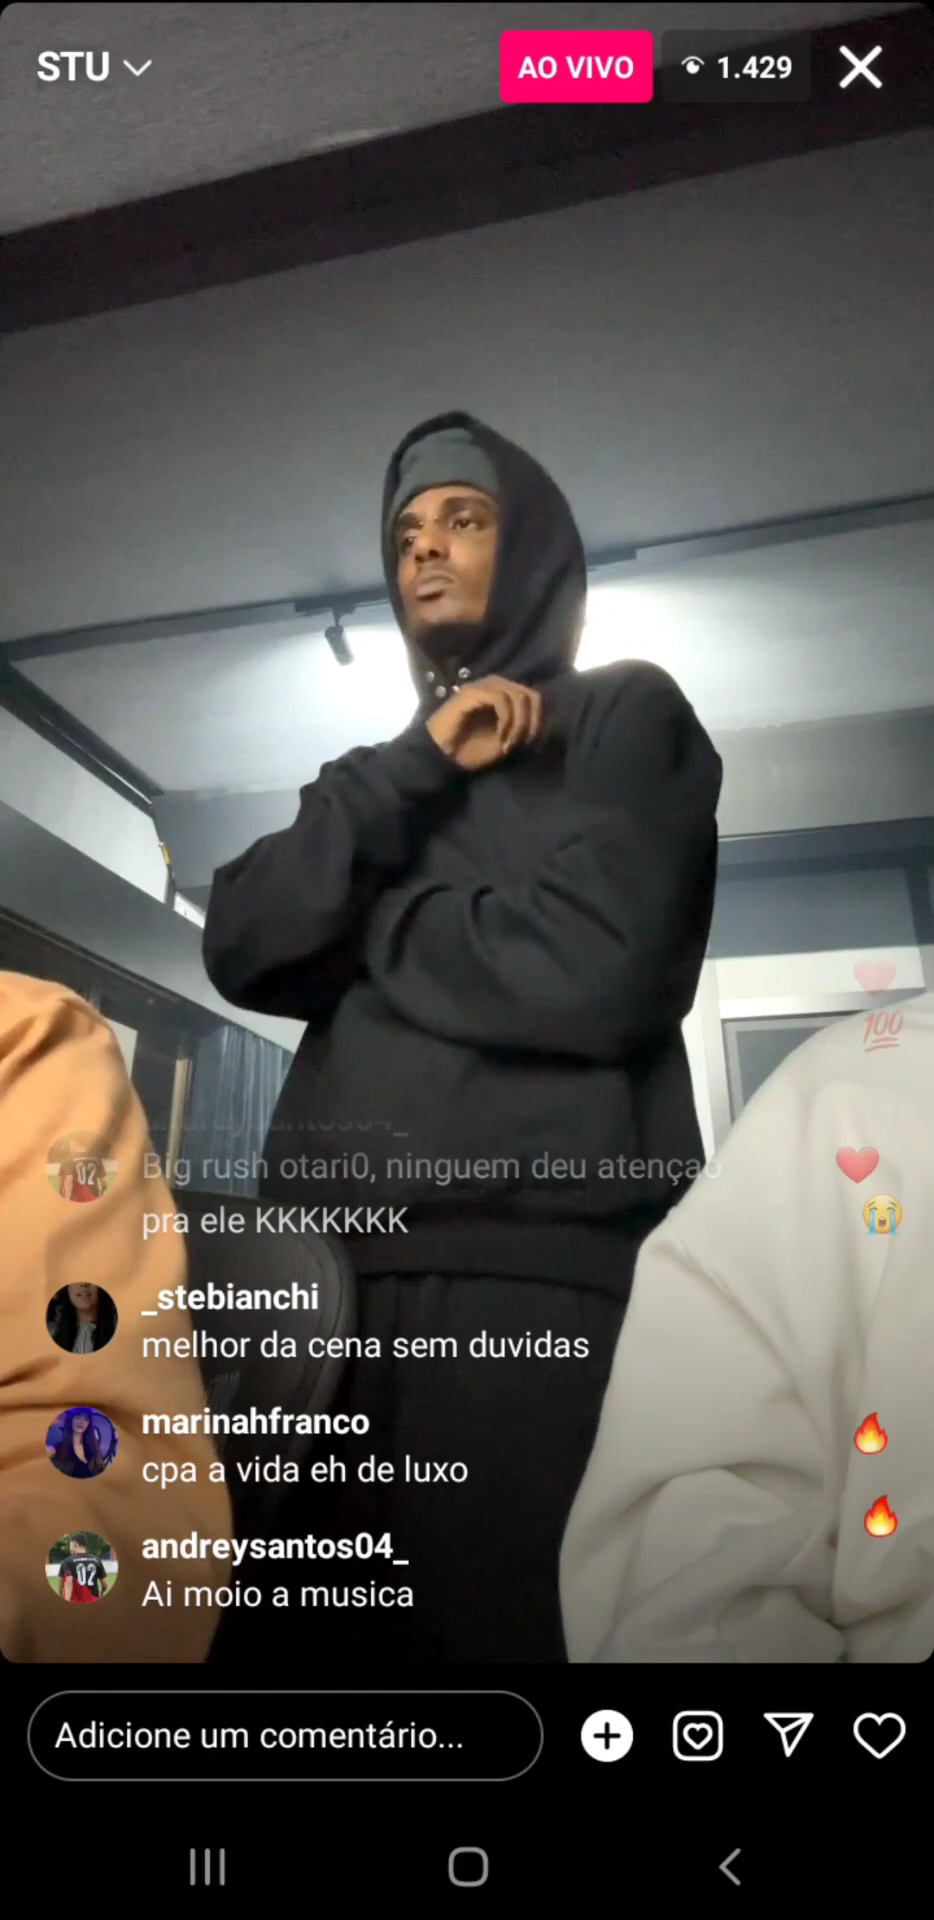 STU
AO VIVO 1.429
Big rush otari0, ninguem deu atençao
pra ele KKKKKKK
_stebianchi
melhor da cena sem duvidas
marinahfranco
cpa a vida eh de luxo
andreysantos04_
Ai moio a musica
Adicione um comentário...